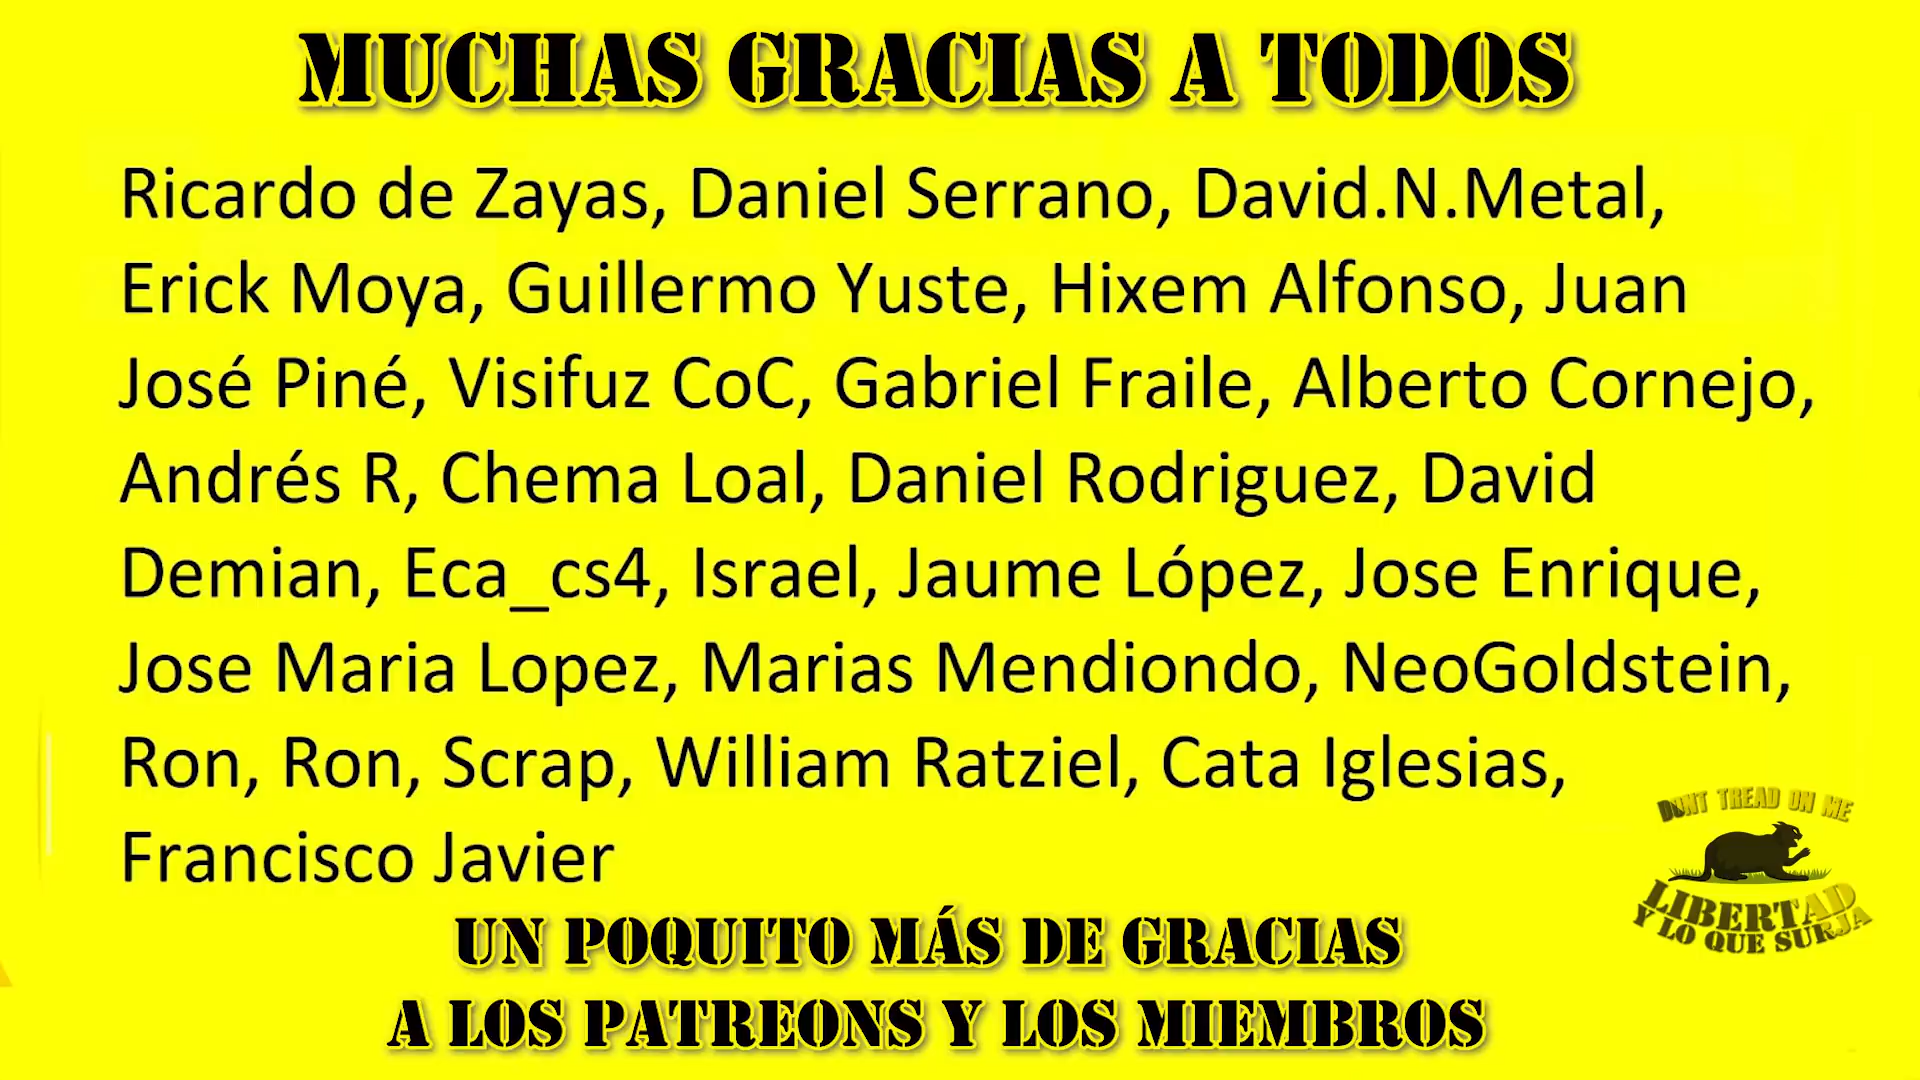 MUCHAS GRACIAS A TODOS
Ricardo de Zayas, Daniel Serrano, David.N.Metal,
Erick Moya, Guillermo Yuste, Hixem Alfonso, Juan
José Piné, Visifuz CoC, Gabriel Fraile, Alberto Cornejo,
Andrés R, Chema Loal, Daniel Rodriguez, David
Demian, Eca_cs4, Israel, Jaume López, Jose Enrique,
Jose Maria Lopez, Marias Mendiondo, NeoGoldstein,
Ron, Ron, Scrap, William Ratziel, Cata Iglesias,
Francisco Javier
DONT TREAD ON ME
LIBERTAD
Y LO QUE SURJA
UN POQUITO MÁS DE GRACIAS
A LOS PATREONS Y LOS MIEMBROS